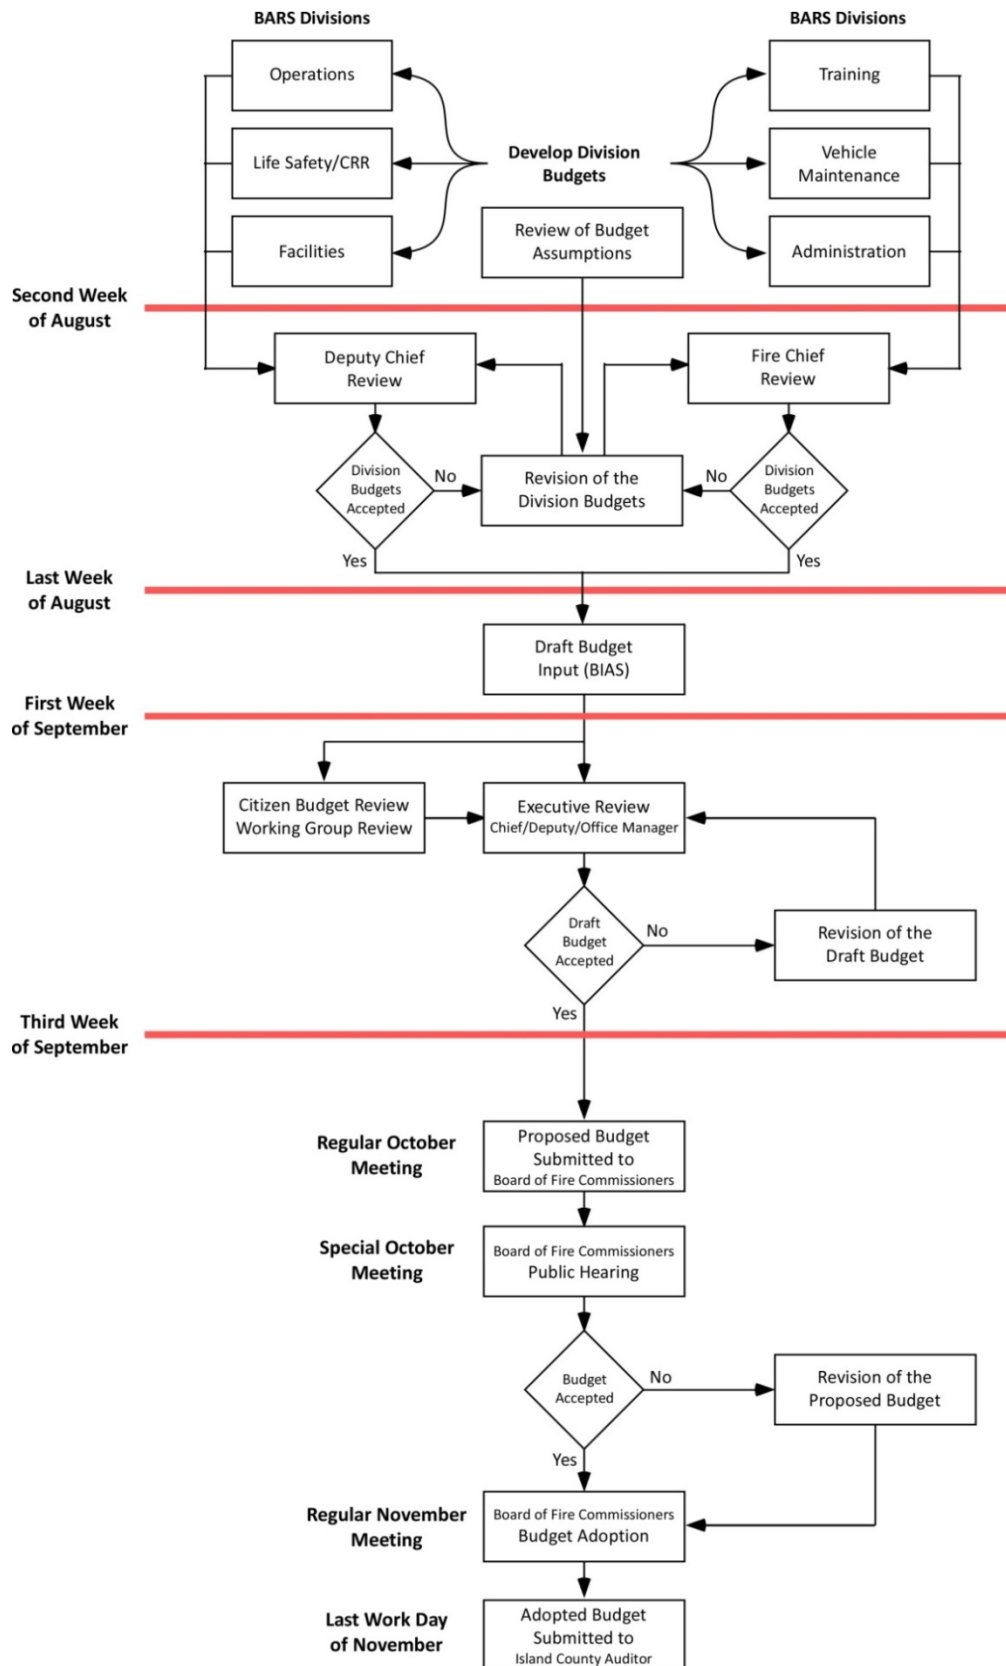 BARS Divisions
BARS Divisions
Operations
Training
Life Safety/CRR
Develop Division
Budgets
Vehicle
Maintenance
Facilities
Review of Budget
Assumptions
Administration
Second Week
of August
Deputy Chief
Review
Fire Chief
Review
Division
Budgets
Accepted
No
Revision of the
Division Budgets
No
Division
Budgets
Accepted
Yes
Yes
Last Week
of August
Draft Budget
Input (BIAS)
First Week
of September
Citizen Budget Review
Working Group Review
Executive Review
Chief/Deputy/Office Manager
Draft
Budget
Accepted
No
Revision of the
Draft Budget
Yes
Third Week
of September
Regular October
Meeting
Proposed Budget
Submitted to
Board of Fire Commissioners
Special October
Meeting
Board of Fire Commissioners
Public Hearing
Budget
Accepted
No
Revision of the
Proposed Budget
Yes
Regular November
Meeting
Board of Fire Commissioners
Budget Adoption
Last Work Day
of November
Adopted Budget
Submitted to
Island County Auditor